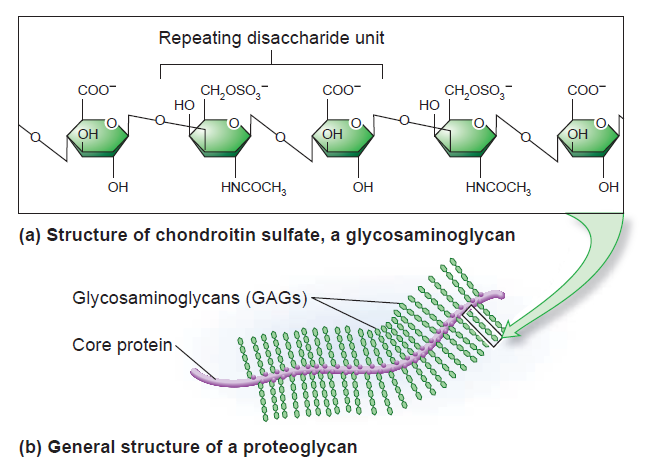 Repeating disaccharide unit
COO⁻ CH₂OSO₃⁻ COO⁻ CH₂OSO₃⁻ COO⁻
HO HO
O O O O O
O O O O O
OH OH OH
OH HNCOCH₃ OH HNCOCH₃ OH
(a) Structure of chondroitin sulfate, a glycosaminoglycan
Glycosaminoglycans (GAGs)
Core protein
(b) General structure of a proteoglycan